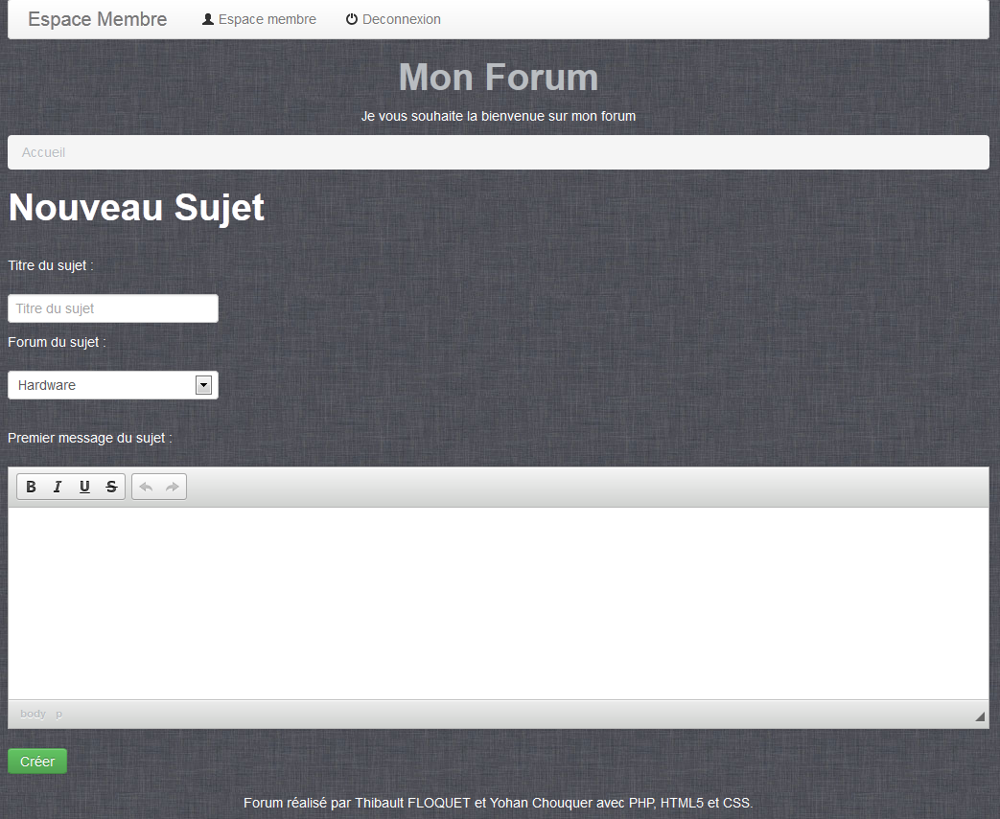 Espace Membre Espace membre Deconnexion
Mon Forum
Je vous souhaite la bienvenue sur mon forum
Accueil
Nouveau Sujet
Titre du sujet :
Titre du sujet
Forum du sujet :
Hardware
Premier message du sujet :
B I U S
body p
Créer
Forum réalisé par Thibault FLOQUET et Yohan Chouquer avec PHP, HTML5 et CSS.